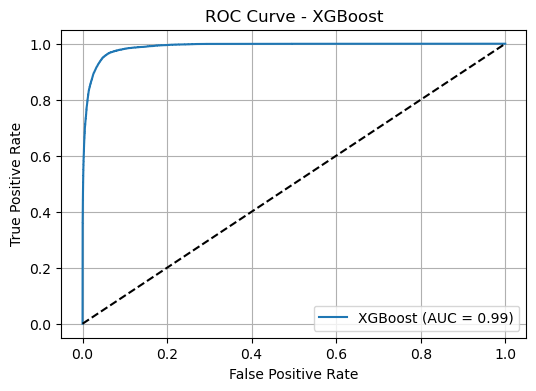 ROC Curve - XGBoost
True Positive Rate
1.0
0.8
0.6
0.4
0.2
0.0
XGBoost (AUC = 0.99)
0.0 0.2 0.4 0.6 0.8 1.0
False Positive Rate